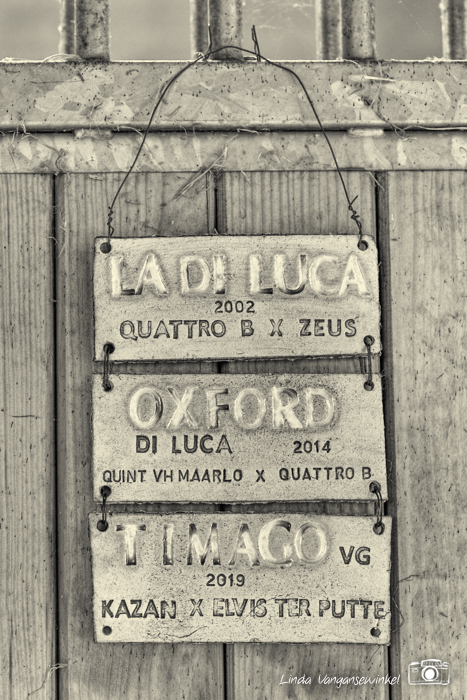 LA DI LUCA
2002
QUATTRO B X ZEUS
OXFORD
DI LUCA 2014
QUINT VH MAARLO X QUATTRO B
TIMAGO VG
2019
KAZAN X ELVIS TER PUTTE
Linda Vangansewinkel